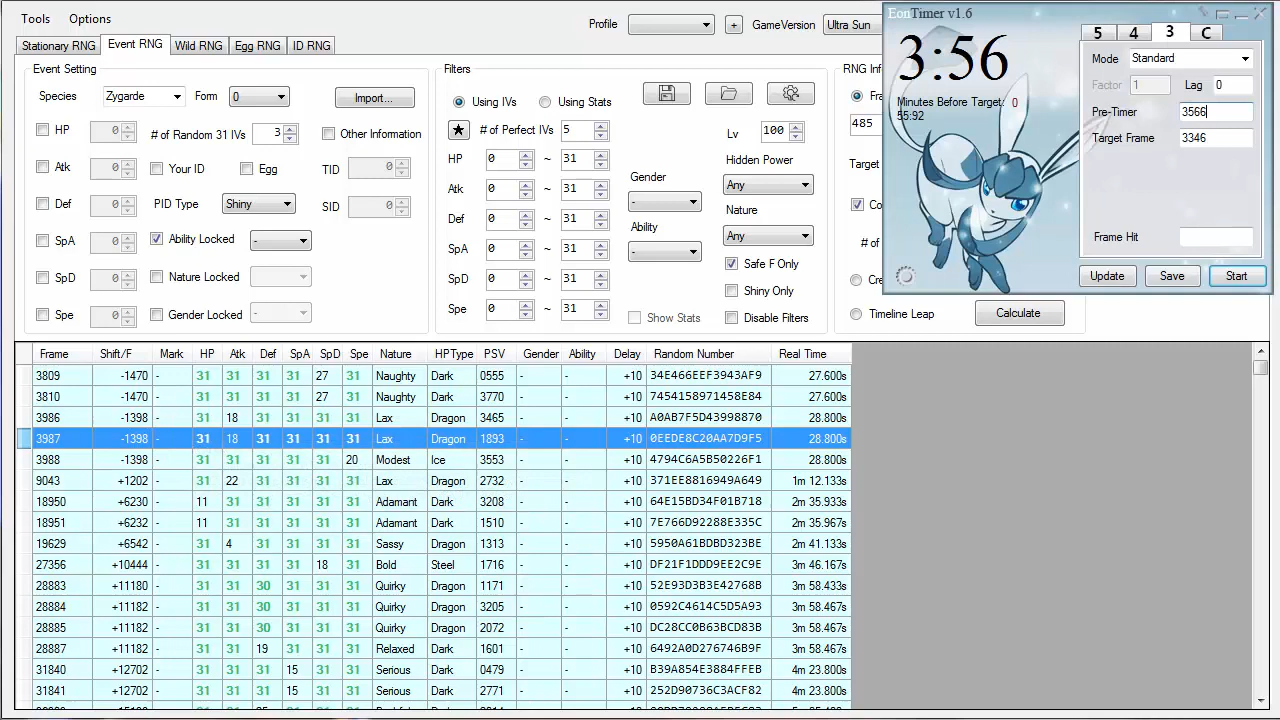 Tools Options
Profile + GameVersion Ultra Sun
Stationary RNG Event RNG Wild RNG Egg RNG ID RNG
Event Setting
Species Zygarde Form 0 Import...
HP 0 # of Random 31 IVs 3 Other Information
Atk 0 Your ID Egg TID 0
Def 0 PID Type Shiny SID 0
SpA 0 Ability Locked -
SpD 0 Nature Locked
Spe 0 Gender Locked -
Filters
Using IVs Using Stats
★ # of Perfect IVs 5 Lv 100
HP 0 ~ 31 Hidden Power
Atk 0 ~ 31 Gender Any
Def 0 ~ 31 - Nature
SpA 0 ~ 31 Ability Any
SpD 0 ~ 31 - Safe F Only
Shiny Only
Spe 0 ~ 31 Show Stats Disable Filters
RNG Inf
Fra
485
Target
Co
# of
Cre
Timeline Leap Calculate
EonTimer v1.6
3:56
Minutes Before Target: 0
55:92
5 4 3 C
Mode Standard
Factor 1 Lag 0
Pre-Timer 3566
Target Frame 3346
Frame Hit
Update Save Start
Frame Shift/F Mark HP Atk Def SpA SpD Spe Nature HPType PSV Gender Ability Delay Random Number Real Time
3809 -1470 - 31 31 31 31 27 31 Naughty Dark 0555 - - +10 34E466EEF3943AF9 27.600s
3810 -1470 - 31 31 31 31 27 31 Naughty Dark 3770 - - +10 7454158971458E84 27.600s
3986 -1398 - 31 18 31 31 31 31 Lax Dragon 3465 - - +10 A0AB7F5D43998870 28.800s
3987 -1398 - 31 18 31 31 31 31 Lax Dragon 1893 - - +10 0EEDE8C20AA7D9F5 28.800s
3988 -1398 - 31 31 31 31 31 20 Modest Ice 3553 - - +10 4794C6A5B50226F1 28.800s
9043 +1202 - 31 22 31 31 31 31 Lax Dragon 2732 - - +10 371EE8816949A649 1m 12.133s
18950 +6230 - 11 31 31 31 31 31 Adamant Dark 3208 - - +10 64E15BD34F01B718 2m 35.933s
18951 +6232 - 11 31 31 31 31 31 Adamant Dark 1510 - - +10 7E766D92288E335C 2m 35.967s
19629 +6542 - 31 4 31 31 31 31 Sassy Dragon 1313 - - +10 5950A61BDBD323BE 2m 41.133s
27356 +10444 - 31 31 31 31 18 31 Bold Steel 1716 - - +10 DF21F1DDD9EE2C9E 3m 46.167s
28883 +11180 - 31 31 30 31 31 31 Quirky Dragon 1171 - - +10 52E93D3B3E42768B 3m 58.433s
28884 +11182 - 31 31 30 31 31 31 Quirky Dragon 3205 - - +10 0592C4614C5D5A93 3m 58.467s
28885 +11182 - 31 31 30 31 31 31 Quirky Dragon 2072 - - +10 DC28CC0B63BCD83B 3m 58.467s
28887 +11182 - 31 31 19 31 31 31 Relaxed Dark 1601 - - +10 6492A0D276746B9F 3m 58.467s
31840 +12702 - 31 31 31 15 31 31 Serious Dark 0479 - - +10 B39A854E3884FFEB 4m 23.800s
31841 +12702 - 31 31 31 15 31 31 Serious Dark 2771 - - +10 252D90736C3ACF82 4m 23.800s